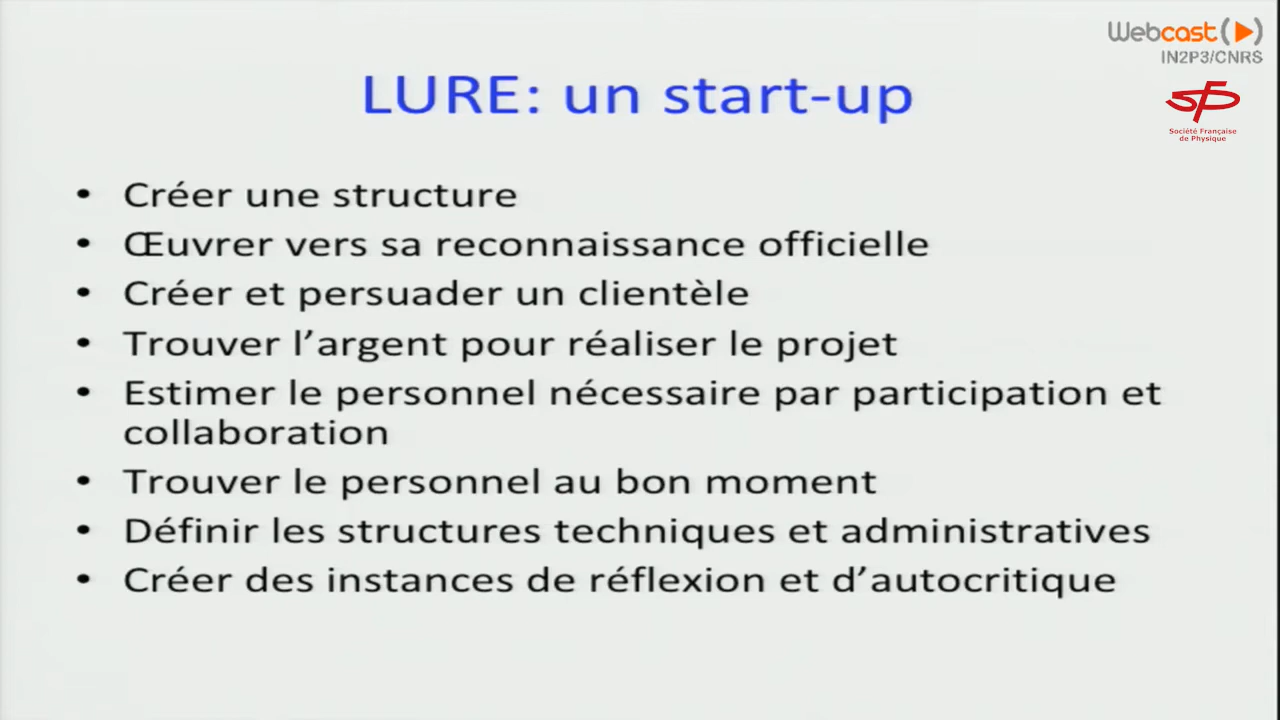 Webcast
IN2P3/CNRS
Société Française
de Physique
LURE: un start-up
• Créer une structure
• Œuvrer vers sa reconnaissance officielle
• Créer et persuader un clientèle
• Trouver l’argent pour réaliser le projet
• Estimer le personnel nécessaire par participation et
collaboration
• Trouver le personnel au bon moment
• Définir les structures techniques et administratives
• Créer des instances de réflexion et d’autocritique